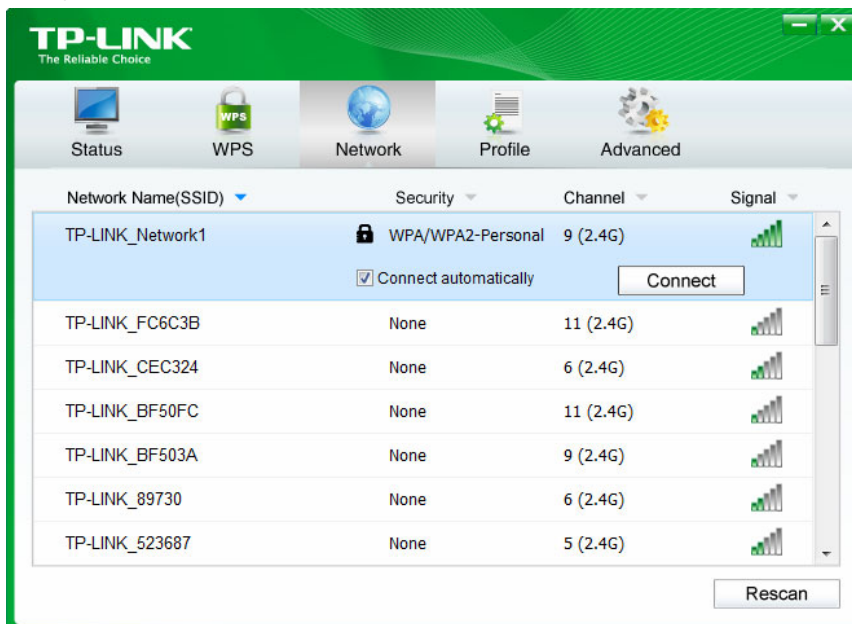 TP-LINK
The Reliable Choice
WPS
Status WPS Network Profile Advanced
Network Name(SSID) Security Channel Signal
TP-LINK_Network1 WPA/WPA2-Personal 9 (2.4G)
Connect automatically Connect
TP-LINK_FC6C3B None 11 (2.4G)
TP-LINK_CEC324 None 6 (2.4G)
TP-LINK_BF50FC None 11 (2.4G)
TP-LINK_BF503A None 9 (2.4G)
TP-LINK_89730 None 6 (2.4G)
TP-LINK_523687 None 5 (2.4G)
Rescan